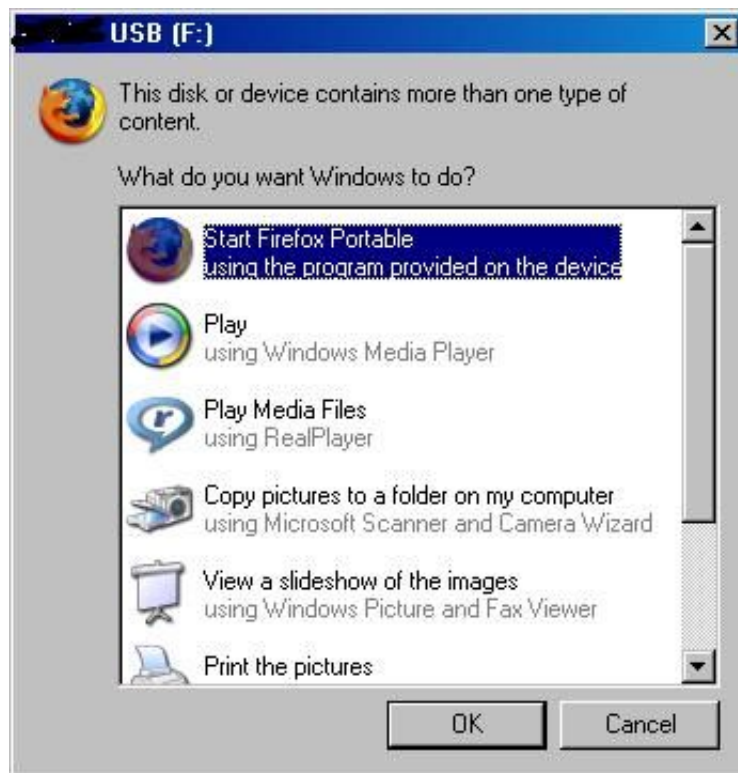 USB (F:)
This disk or device contains more than one type of
content.
What do you want Windows to do?
Start Firefox Portable
using the program provided on the device
Play
using Windows Media Player
Play Media Files
using RealPlayer
Copy pictures to a folder on my computer
using Microsoft Scanner and Camera Wizard
View a slideshow of the images
using Windows Picture and Fax Viewer
Print the pictures
OK
Cancel